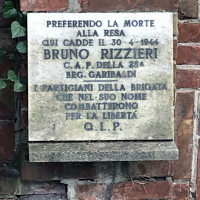 PREFERENDO LA MORTE
ALLA RESA
QUI CADDE IL 30-4-1944
BRUNO RIZZIERI
C.A.P. DELLA 28ª
BRG. GARIBALDI
I PARTIGIANI DELLA BRIGATA
CHE NEL SUO NOME
COMBATTERONO
PER LA LIBERTÀ
Q.L.P.